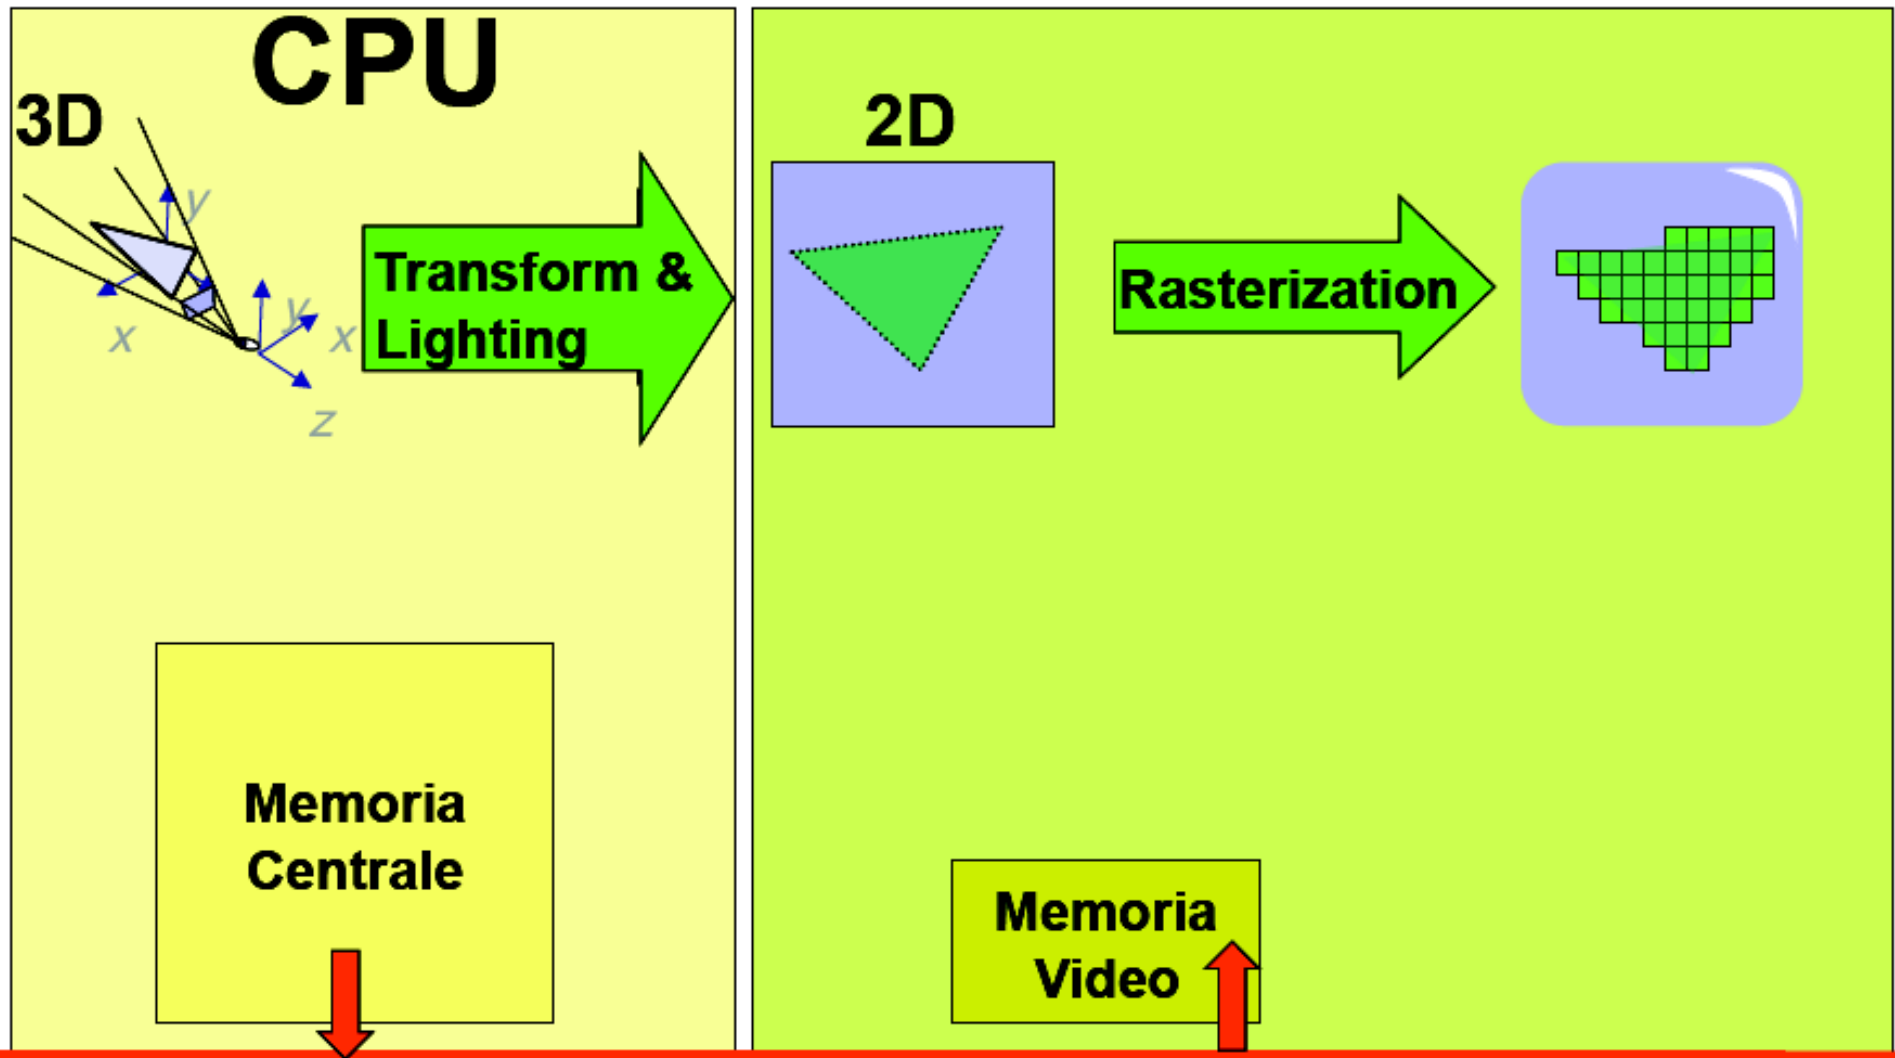 CPU
3D
2D
y
x
y
x
z
Transform &
Lighting
Rasterization
Memoria
Centrale
Memoria
Video